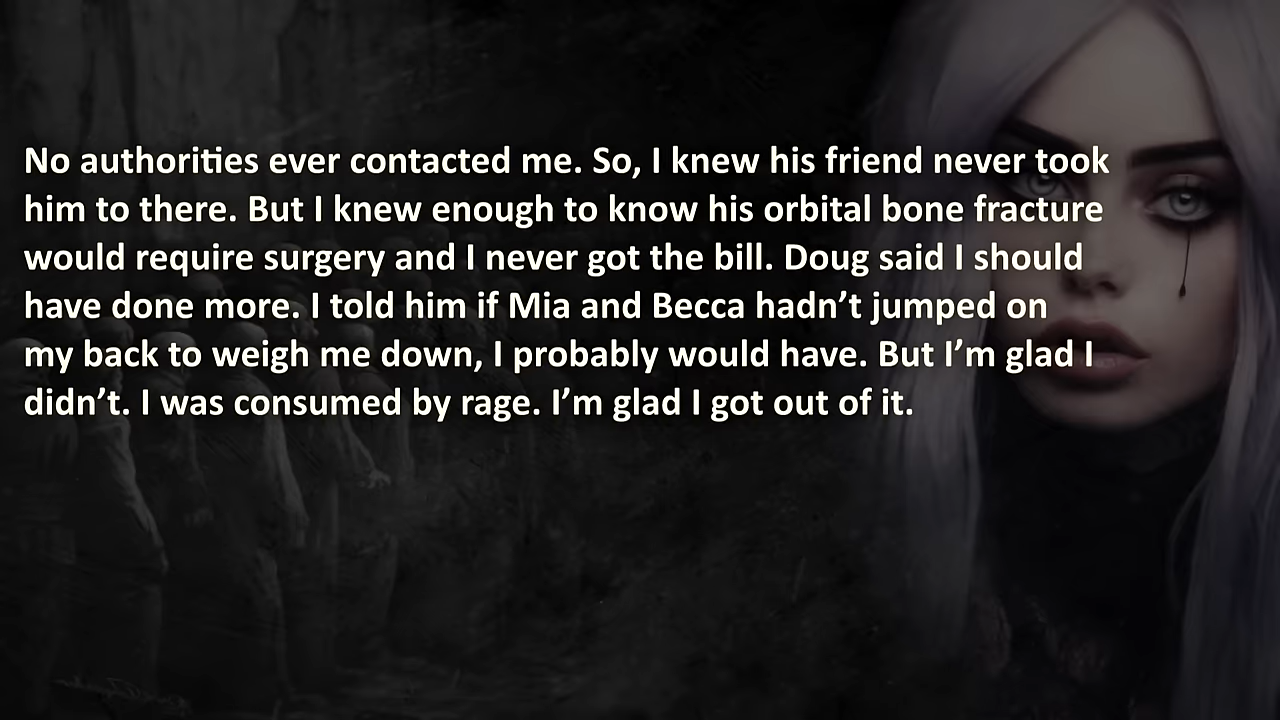 No authorities ever contacted me. So, I knew his friend never took
him to there. But I knew enough to know his orbital bone fracture
would require surgery and I never got the bill. Doug said I should
have done more. I told him if Mia and Becca hadn’t jumped on
my back to weigh me down, I probably would have. But I’m glad I
didn’t. I was consumed by rage. I’m glad I got out of it.